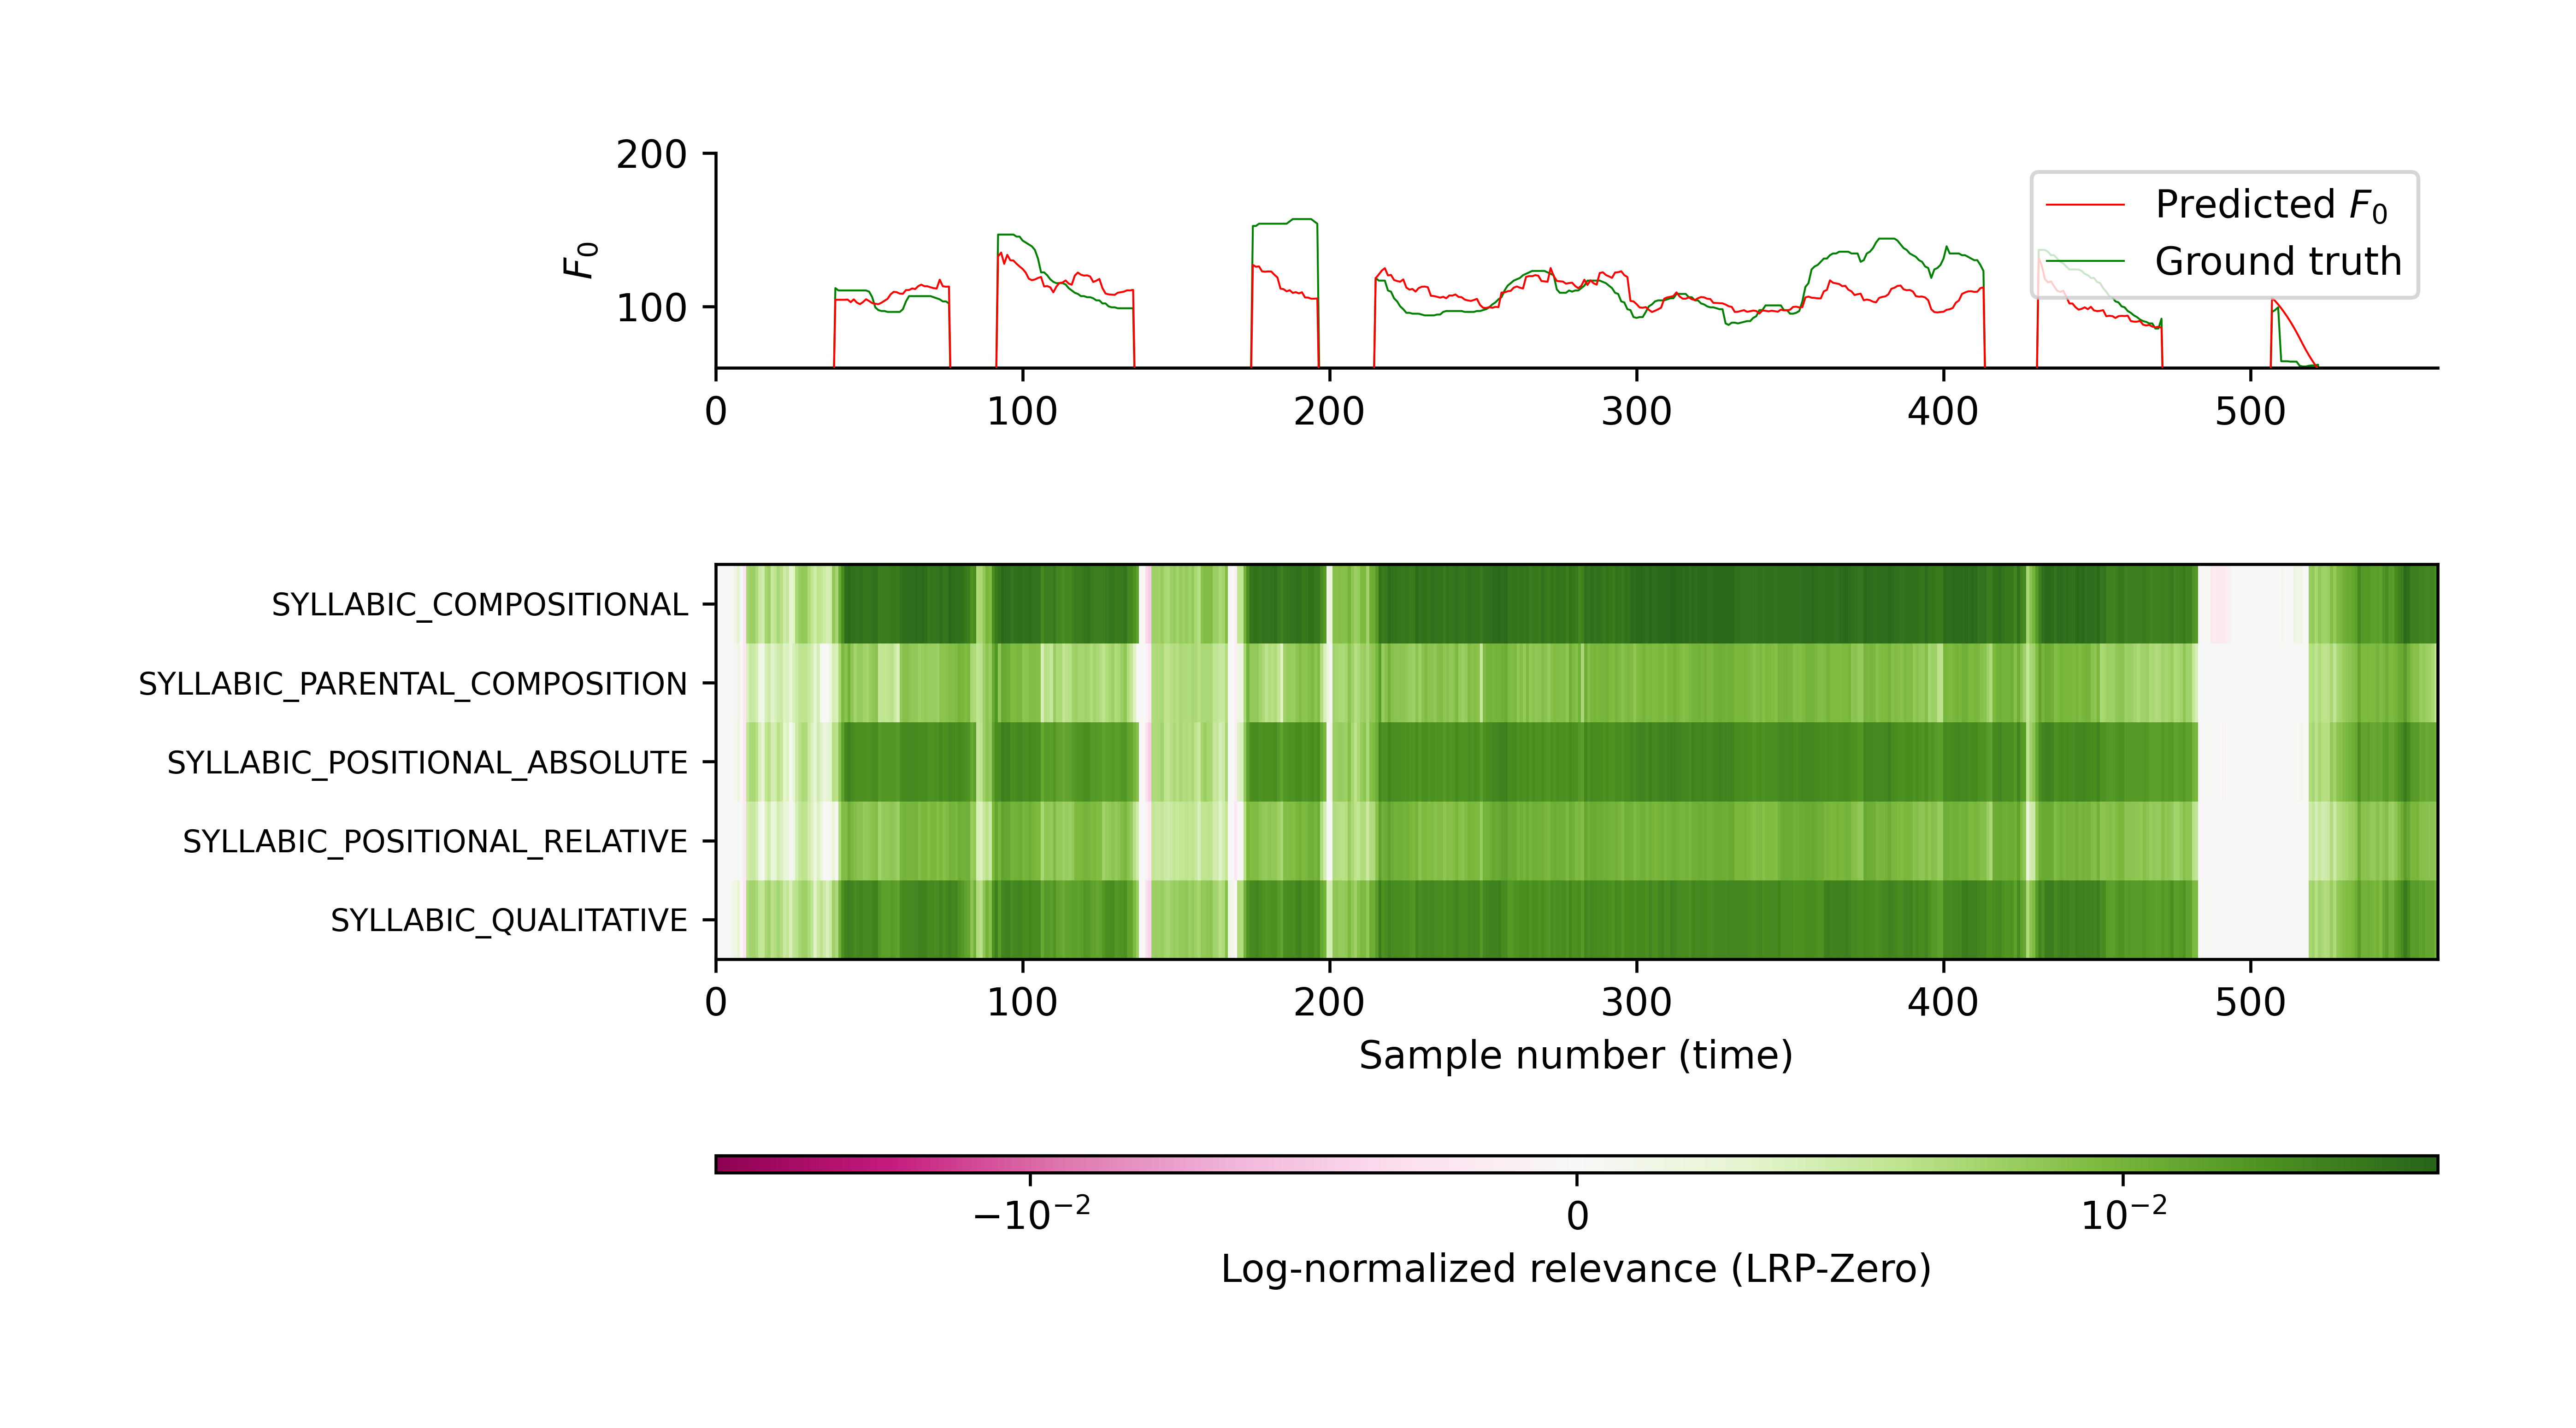 200
100
F0
Predicted F0
Ground truth
0 100 200 300 400 500
SYLLABIC_COMPOSITIONAL
SYLLABIC_PARENTAL_COMPOSITION
SYLLABIC_POSITIONAL_ABSOLUTE
SYLLABIC_POSITIONAL_RELATIVE
SYLLABIC_QUALITATIVE
0 100 200 300 400 500
Sample number (time)
−10−2 0 10−2
Log-normalized relevance (LRP-Zero)